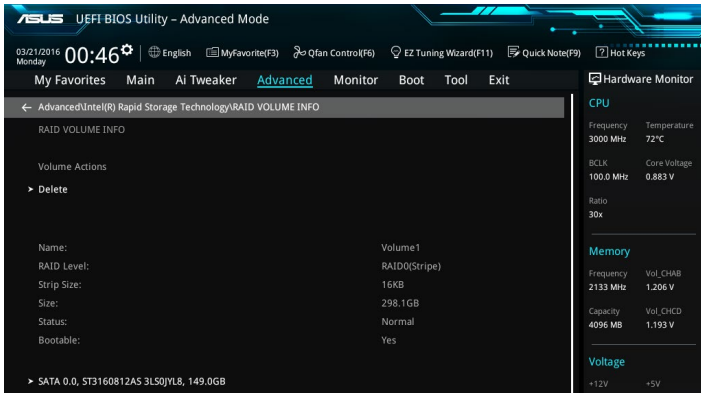 ASUS UEFI BIOS Utility – Advanced Mode
03/21/2016 Monday 00:46 English MyFavorite(F3) Qfan Control(F6) EZ Tuning Wizard(F11) Quick Note(F9) Hot Keys
My Favorites Main Ai Tweaker Advanced Monitor Boot Tool Exit
Hardware Monitor
← Advanced\Intel(R) Rapid Storage Technology\RAID VOLUME INFO
RAID VOLUME INFO
Volume Actions
> Delete
Name: Volume1
RAID Level: RAID0(Stripe)
Strip Size: 16KB
Size: 298.1GB
Status: Normal
Bootable: Yes
> SATA 0.0, ST3160812AS 3LS0JYL8, 149.0GB
CPU
Frequency Temperature
3000 MHz 72°C
BCLK Core Voltage
100.0 MHz 0.883 V
Ratio
30x
Memory
Frequency Vol_CHAB
2133 MHz 1.206 V
Capacity Vol_CHCD
4096 MB 1.193 V
Voltage
+12V +5V